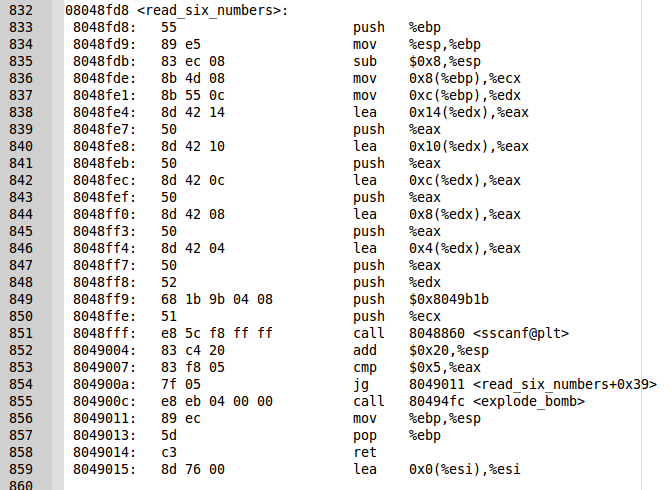 832 08048fd8 <read_six_numbers>:
833 8048fd8: 55 push %ebp
834 8048fd9: 89 e5 mov %esp,%ebp
835 8048fdb: 83 ec 08 sub $0x8,%esp
836 8048fde: 8b 4d 08 mov 0x8(%ebp),%ecx
837 8048fe1: 8b 55 0c mov 0xc(%ebp),%edx
838 8048fe4: 8d 42 14 lea 0x14(%edx),%eax
839 8048fe7: 50 push %eax
840 8048fe8: 8d 42 10 lea 0x10(%edx),%eax
841 8048feb: 50 push %eax
842 8048fec: 8d 42 0c lea 0xc(%edx),%eax
843 8048fef: 50 push %eax
844 8048ff0: 8d 42 08 lea 0x8(%edx),%eax
845 8048ff3: 50 push %eax
846 8048ff4: 8d 42 04 lea 0x4(%edx),%eax
847 8048ff7: 50 push %eax
848 8048ff8: 52 push %edx
849 8048ff9: 68 1b 9b 04 08 push $0x8049b1b
850 8048ffe: 51 push %ecx
851 8048fff: e8 5c f8 ff ff call 8048860 <sscanf@plt>
852 8049004: 83 c4 20 add $0x20,%esp
853 8049007: 83 f8 05 cmp $0x5,%eax
854 804900a: 7f 05 jg 8049011 <read_six_numbers+0x39>
855 804900c: e8 eb 04 00 00 call 80494fc <explode_bomb>
856 8049011: 89 ec mov %ebp,%esp
857 8049013: 5d pop %ebp
858 8049014: c3 ret
859 8049015: 8d 76 00 lea 0x0(%esi),%esi
860